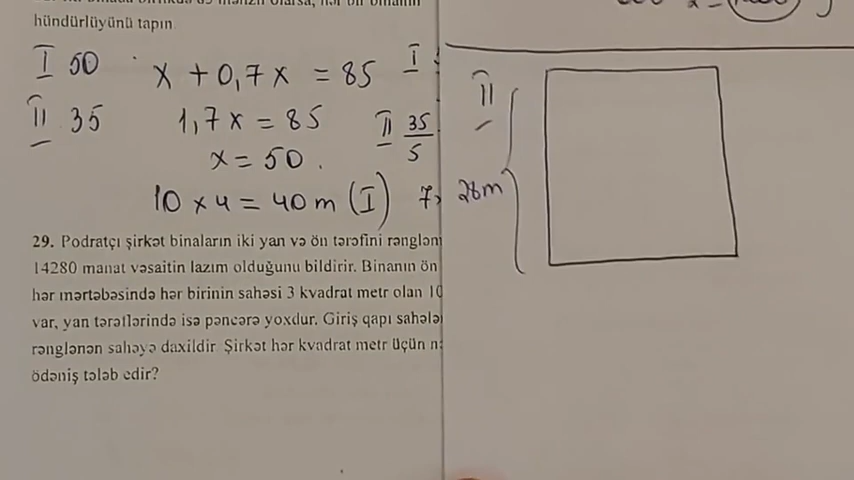 hündürlüyünü tapın.
I 50
x + 0,7x = 85
I
II 35
1,7x = 85
II 35/5
x = 50.
10 × 4 = 40 m (I)
7×
II
28m
29. Podratçı şirkət binaların iki yan və ön tərəfini rənglən
14280 manat vəsaitin lazım olduğunu bildirir. Binanın ön
hər mərtəbəsində hər birinin sahəsi 3 kvadrat metr olan 10
var, yan tərəflərində isə pəncərə yoxdur. Giriş qapı sahələ
rənglənən sahəyə daxildir. Şirkət hər kvadrat metr üçün n
ödəniş tələb edir?